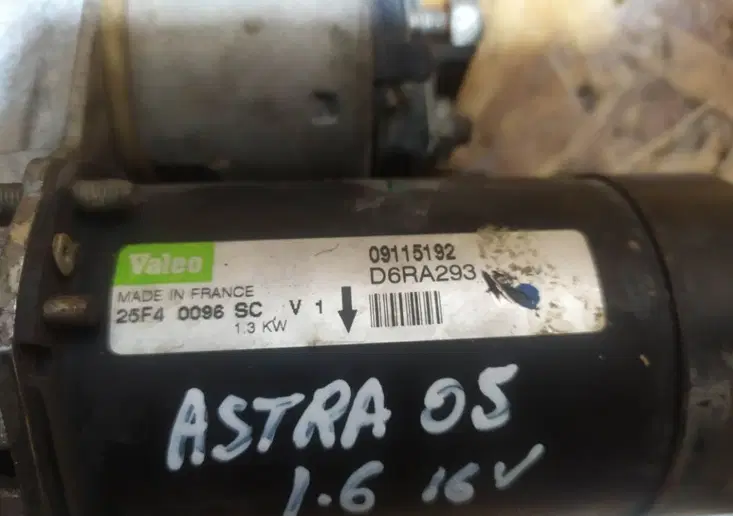 Valeo
09115192
D6RA293
MADE IN FRANCE
25F4 0096 SC V 1
1.3 KW
ASTRA 05
1.6 16V